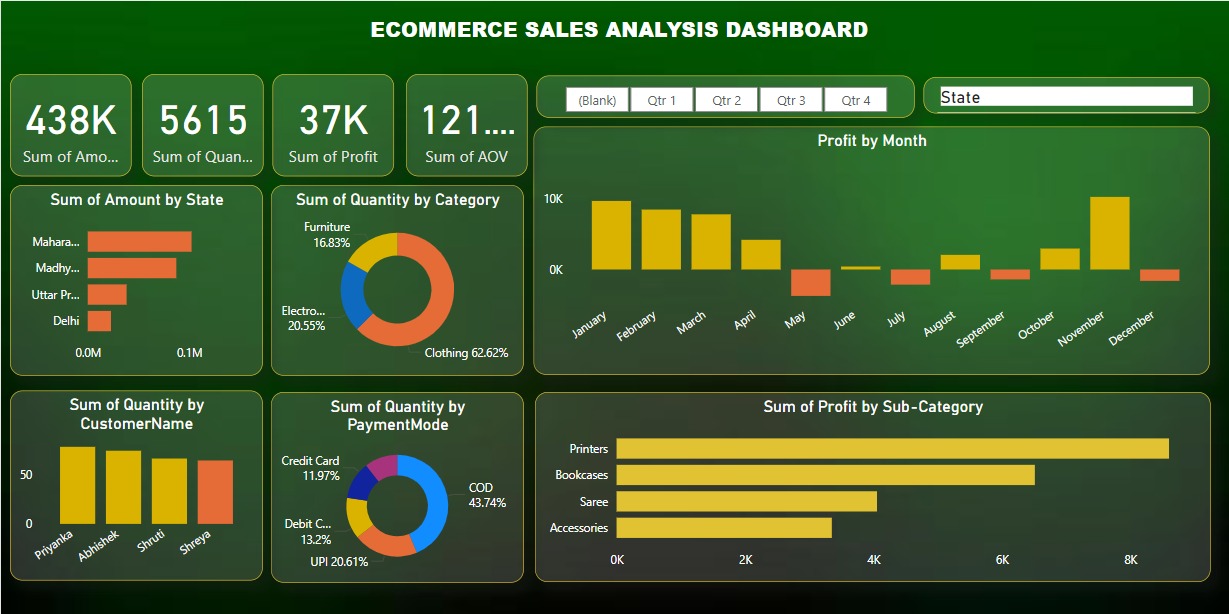 ECOMMERCE SALES ANALYSIS DASHBOARD
438K
Sum of Amo...
5615
Sum of Quan...
37K
Sum of Profit
121....
Sum of AOV
(Blank)
Qtr 1
Qtr 2
Qtr 3
Qtr 4
State
Sum of Amount by State
Mahara...
Madhy...
Uttar Pr...
Delhi
0.0M
0.1M
Sum of Quantity by Category
Furniture
16.83%
Electro...
20.55%
Clothing 62.62%
Profit by Month
10K
0K
January
February
March
April
May
June
July
August
September
October
November
December
Sum of Quantity by
CustomerName
50
0
Priyanka
Abhishek
Shruti
Shreya
Sum of Quantity by
PaymentMode
Credit Card
11.97%
COD
43.74%
Debit C...
13.2%
UPI 20.61%
Sum of Profit by Sub-Category
Printers
Bookcases
Saree
Accessories
0K
2K
4K
6K
8K